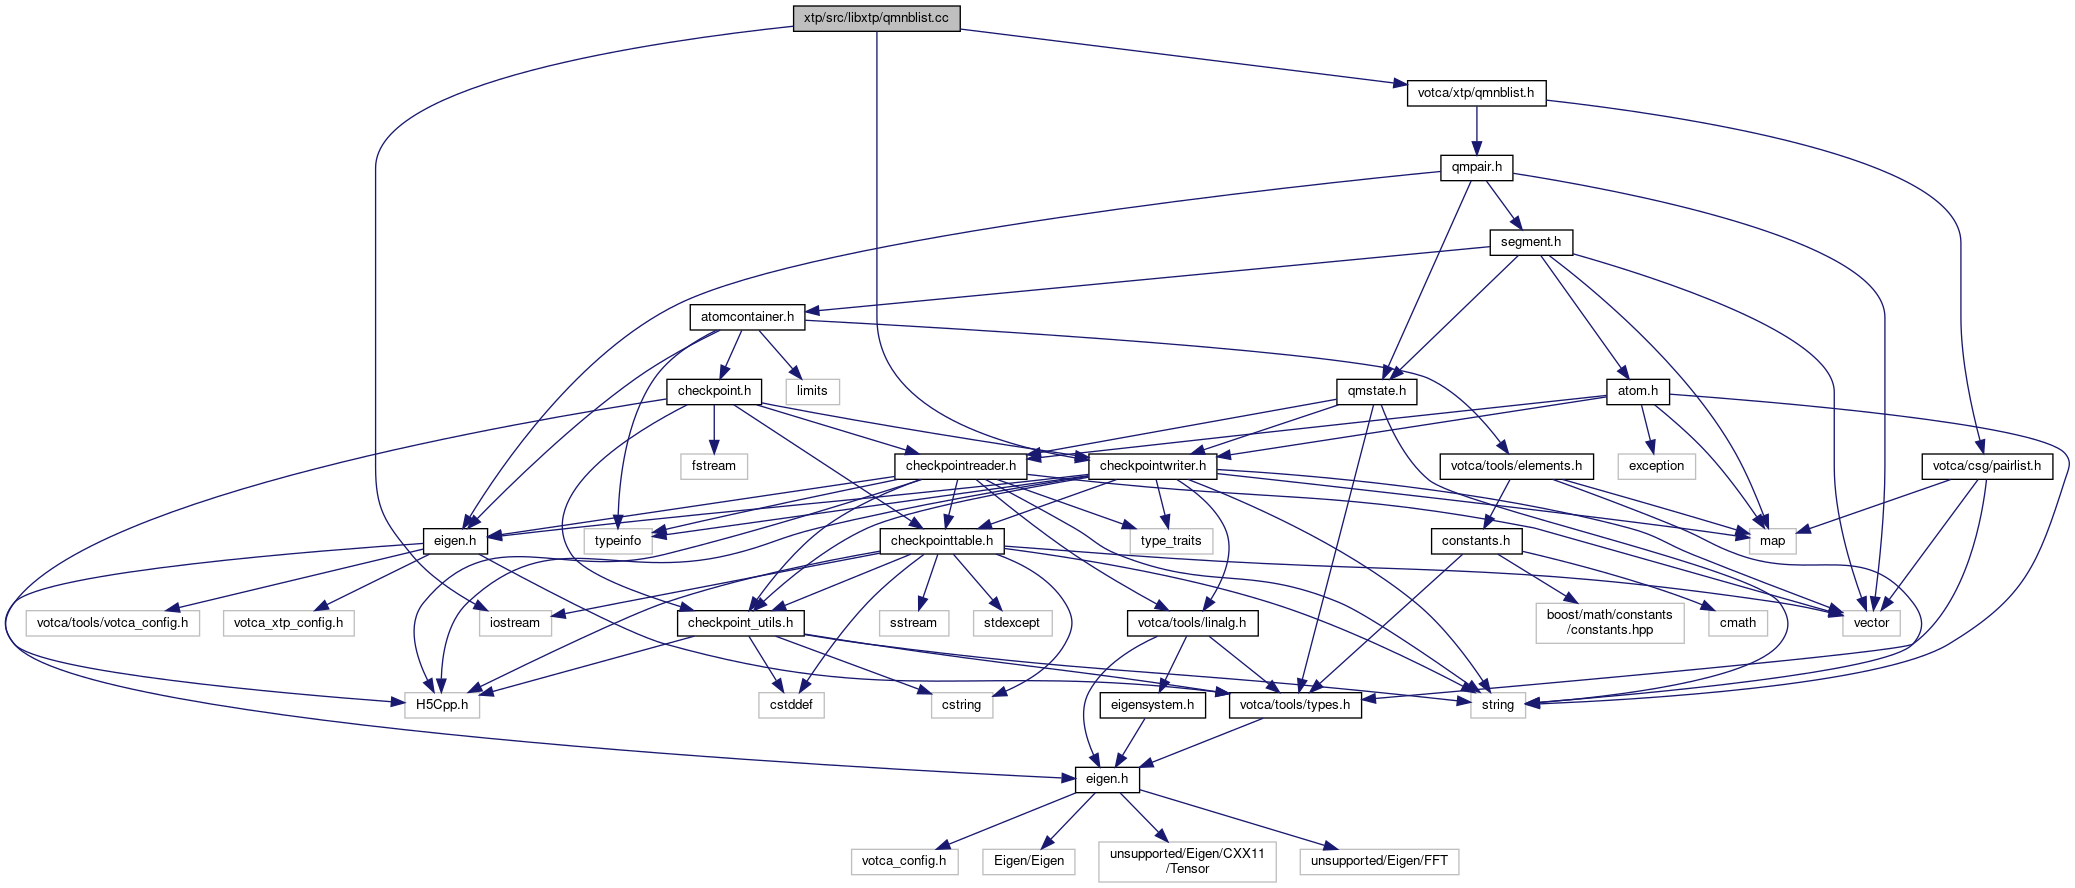 xtp/src/libxtp/qmnblist.cc
votca/xtp/qmnblist.h
qmpair.h
segment.h
atomcontainer.h
checkpoint.h
limits
qmstate.h
atom.h
fstream
checkpointreader.h
checkpointwriter.h
votca/tools/elements.h
exception
votca/csg/pairlist.h
eigen.h
typeinfo
checkpointtable.h
type_traits
constants.h
map
votca/tools/votca_config.h
votca_xtp_config.h
iostream
checkpoint_utils.h
sstream
stdexcept
votca/tools/linalg.h
boost/math/constants
/constants.hpp
cmath
vector
H5Cpp.h
cstddef
cstring
eigensystem.h
votca/tools/types.h
string
eigen.h
votca_config.h
Eigen/Eigen
unsupported/Eigen/CXX11
/Tensor
unsupported/Eigen/FFT